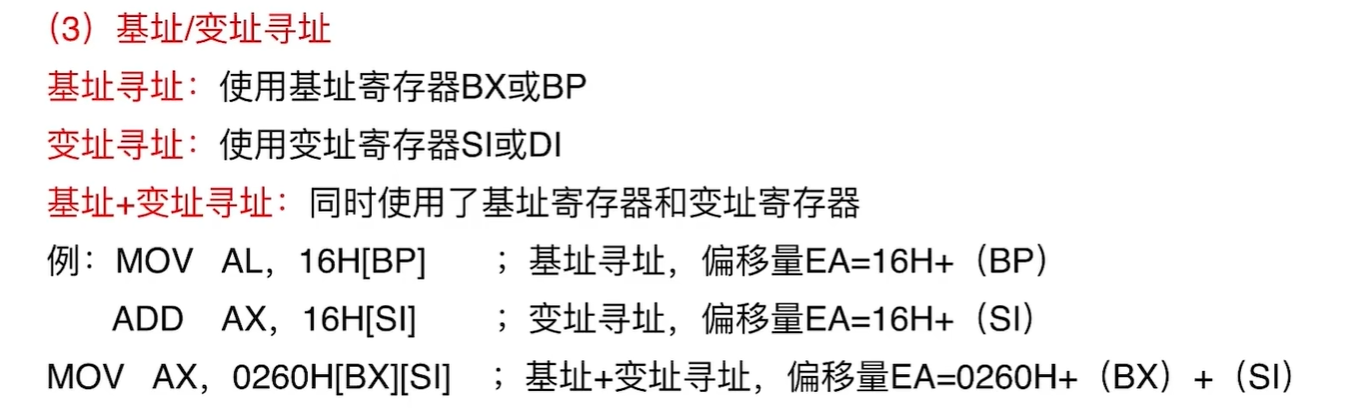 （3）基址/变址寻址
基址寻址：使用基址寄存器BX或BP
变址寻址：使用变址寄存器SI或DI
基址+变址寻址：同时使用了基址寄存器和变址寄存器
例：MOV AL，16H[BP] ；基址寻址，偏移量EA=16H+（BP）
ADD AX，16H[SI] ；变址寻址，偏移量EA=16H+（SI）
MOV AX，0260H[BX][SI] ；基址+变址寻址，偏移量EA=0260H+（BX）+（SI）